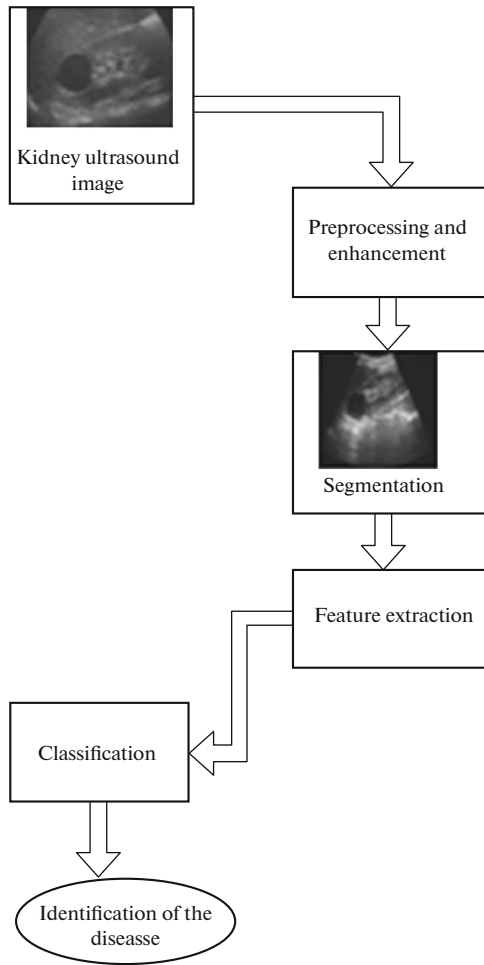 Kidney ultrasound
image
Preprocessing and
enhancement
Segmentation
Feature extraction
Classification
Identification of the
diseasse